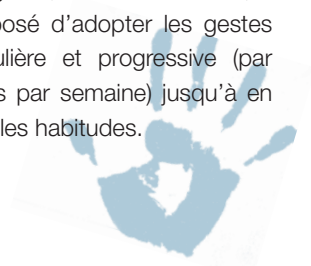 posé d’adopter les gestes
ulière et progressive (par
s par semaine) jusqu’à en
les habitudes.